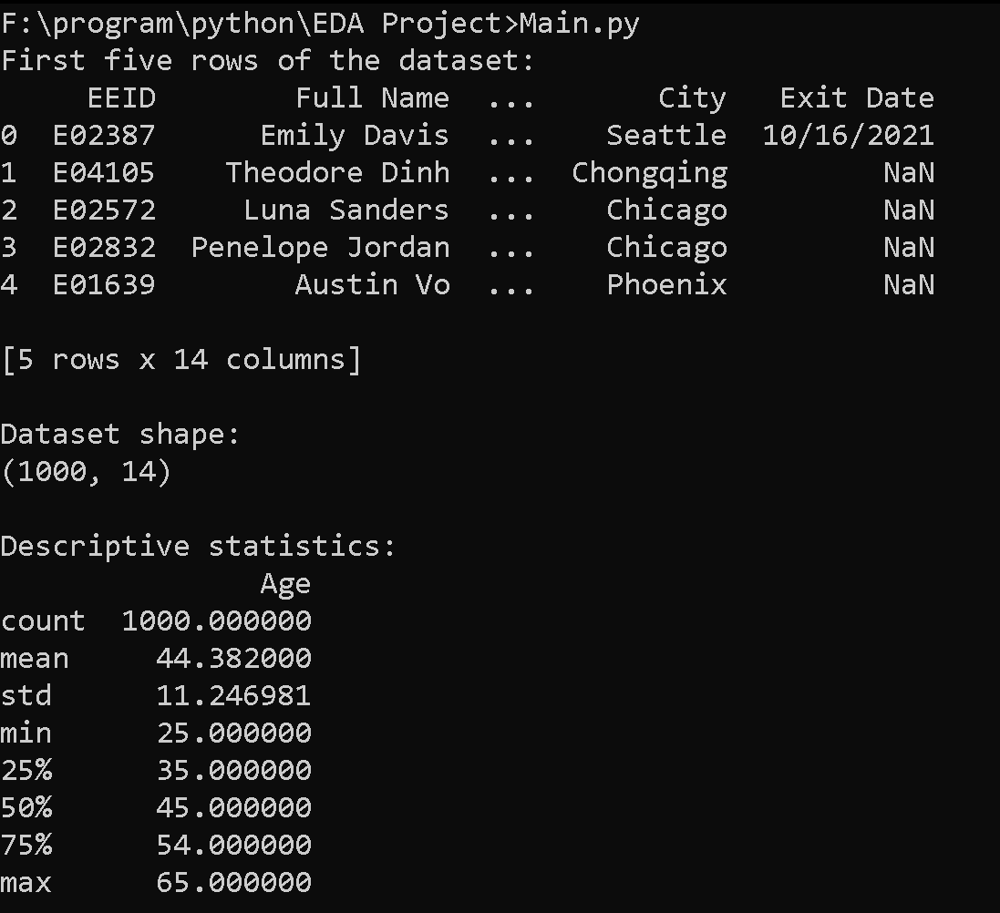 F:\program\python\EDA Project>Main.py
First five rows of the dataset:
     EEID        Full Name  ...       City   Exit Date
0  E02387      Emily Davis  ...    Seattle  10/16/2021
1  E04105    Theodore Dinh  ...  Chongqing         NaN
2  E02572     Luna Sanders  ...    Chicago         NaN
3  E02832  Penelope Jordan  ...    Chicago         NaN
4  E01639        Austin Vo  ...    Phoenix         NaN

[5 rows x 14 columns]

Dataset shape:
(1000, 14)

Descriptive statistics:
               Age
count  1000.000000
mean     44.382000
std      11.246981
min      25.000000
25%      35.000000
50%      45.000000
75%      54.000000
max      65.000000